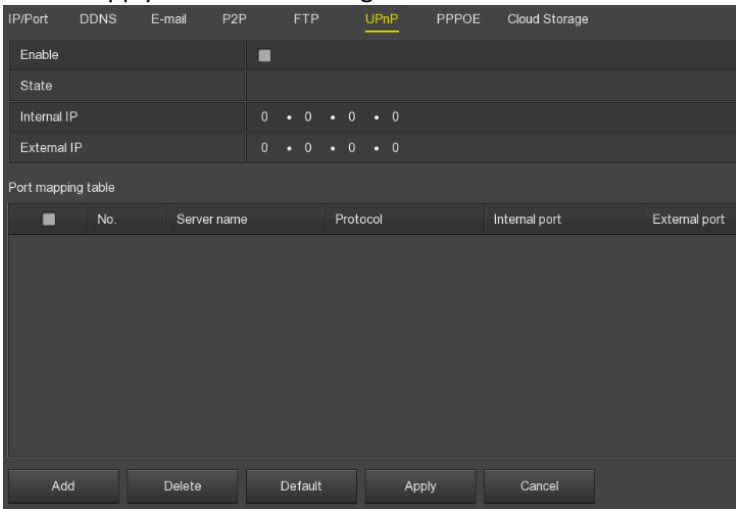 IP/Port DDNS E-mail P2P FTP UPnP PPPOE Cloud Storage
Enable
State
Internal IP 0 • 0 • 0 • 0
External IP 0 • 0 • 0 • 0
Port mapping table
No. Server name Protocol Internal port External port
Add Delete Default Apply Cancel